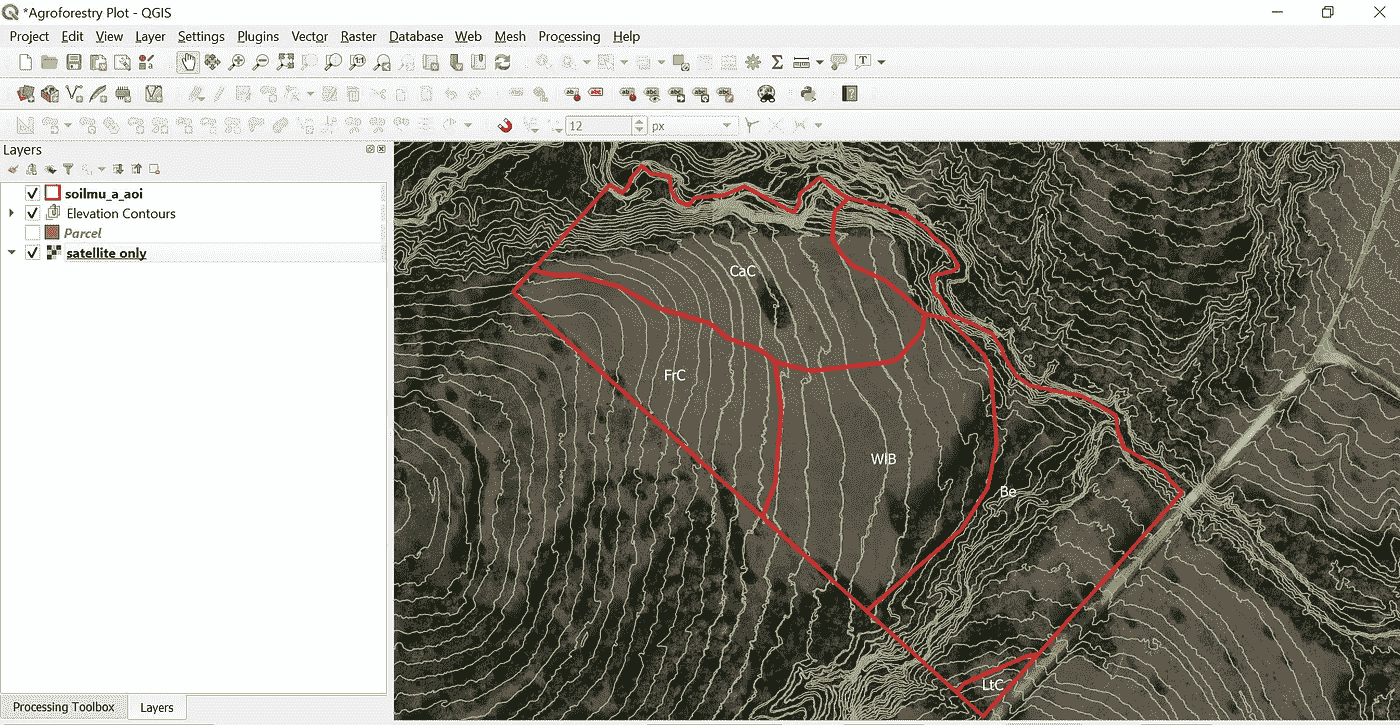 *Agroforestry Plot - QGIS
Project Edit View Layer Settings Plugins Vector Raster Database Web Mesh Processing Help
12 px
Layers
soilmu_a_aoi
Elevation Contours
Parcel
satellite only
CaC
FrC
WlB
Be
LtC
Processing Toolbox Layers